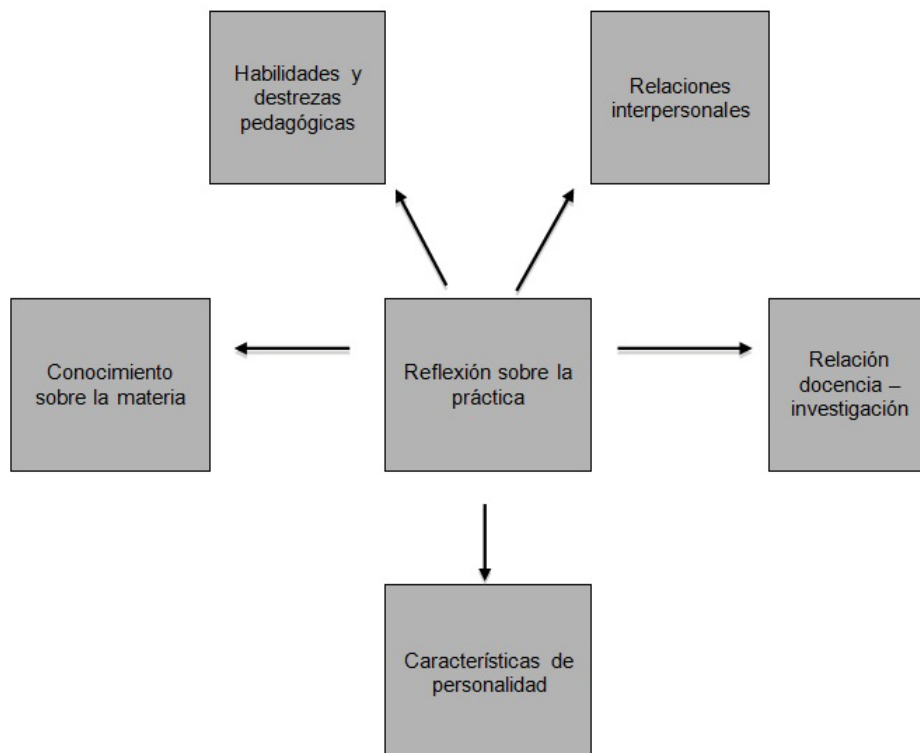 Habilidades y
destrezas
pedagógicas
Relaciones
interpersonales
Conocimiento
sobre la materia
Reflexión sobre la
práctica
Relación
docencia –
investigación
Características de
personalidad